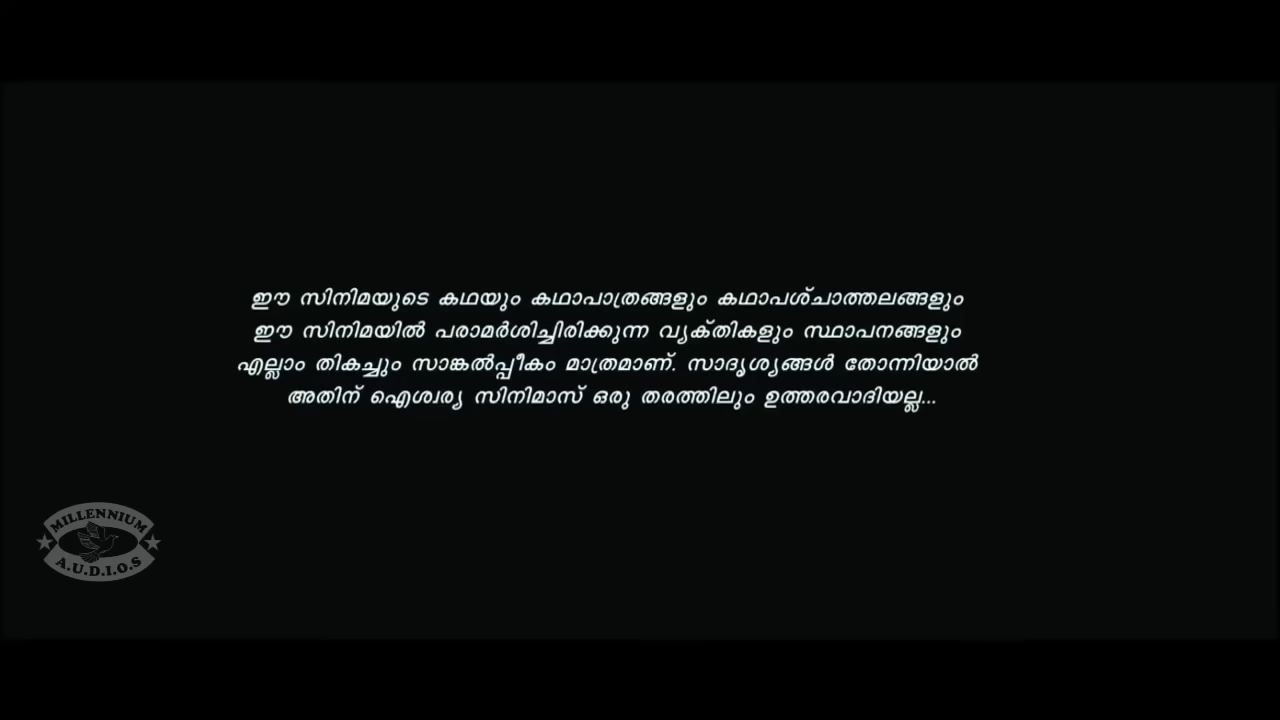 ഈ സിനിമയുടെ കഥയും കഥാപാത്രങ്ങളും കഥാപശ്ചാത്തലങ്ങളും
ഈ സിനിമയിൽ പരാമർശിച്ചിരിക്കുന്ന വ്യക്തികളും സ്ഥാപനങ്ങളും
എല്ലാം തികച്ചും സാങ്കൽപ്പീകം മാത്രമാണ്. സാദൃശ്യങ്ങൾ തോന്നിയാൽ
അതിന് ഐശ്വര്യ സിനിമാസ് ഒരു തരത്തിലും ഉത്തരവാദിയല്ല...
MILLENNIUM
A.U.D.I.O.S